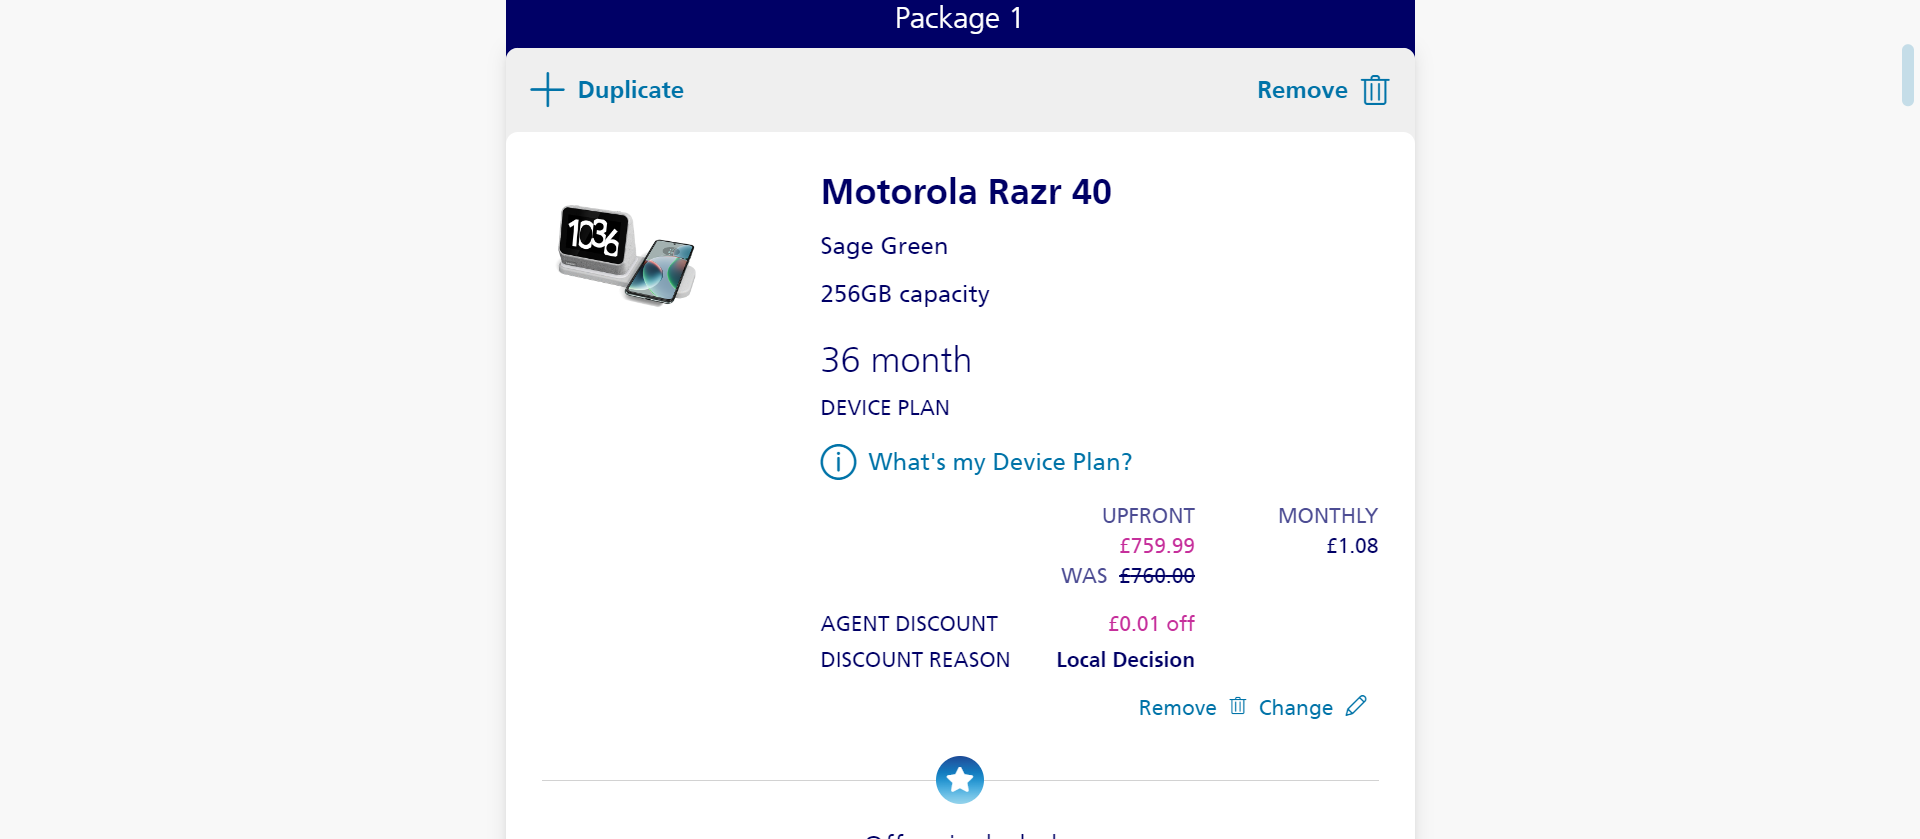 Package 1
Duplicate
Remove
Motorola Razr 40
Sage Green
256GB capacity
36 month
DEVICE PLAN
What's my Device Plan?
UPFRONT MONTHLY
£759.99 £1.08
WAS £760.00
AGENT DISCOUNT £0.01 off
DISCOUNT REASON Local Decision
Remove Change
1036